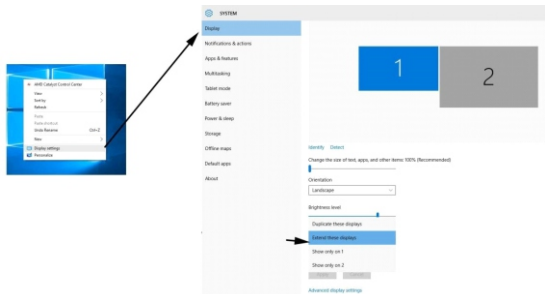 AMD Catalyst Control Center
View
Sort by
Refresh
Paste
Paste shortcut
Undo Rename Ctrl+Z
New
Display settings
Personalize
SYSTEM
Display
Notifications & actions
Apps & features
Multitasking
Tablet mode
Battery saver
Power & sleep
Storage
Offline maps
Default apps
About
1
2
Identify Detect
Change the size of text, apps, and other items: 100% (Recommended)
Orientation
Landscape
Brightness level
Duplicate these displays
Extend these displays
Show only on 1
Show only on 2
Advanced display settings